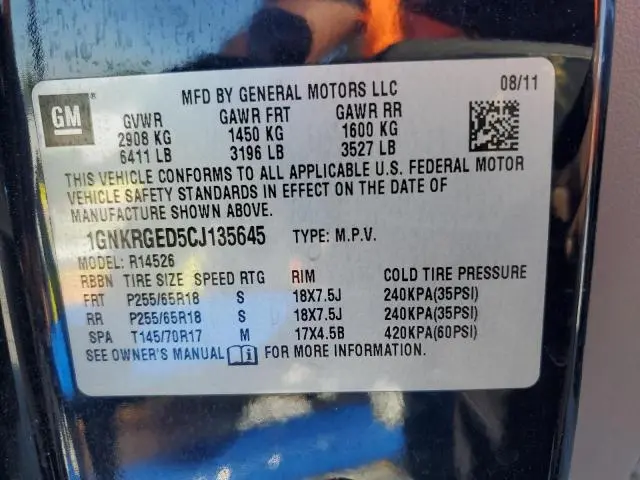 MFD BY GENERAL MOTORS LLC 08/11
GM ®
GVWR GAWR FRT GAWR RR
2908 KG 1450 KG 1600 KG
6411 LB 3196 LB 3527 LB
THIS VEHICLE CONFORMS TO ALL APPLICABLE U.S. FEDERAL MOTOR
VEHICLE SAFETY STANDARDS IN EFFECT ON THE DATE OF
MANUFACTURE SHOWN ABOVE.
1GNKRGED5CJ135645 TYPE: M.P.V.
MODEL: R14526
RBBN TIRE SIZE SPEED RTG RIM COLD TIRE PRESSURE
FRT P255/65R18 S 18X7.5J 240KPA(35PSI)
RR P255/65R18 S 18X7.5J 240KPA(35PSI)
SPA T145/70R17 M 17X4.5B 420KPA(60PSI)
SEE OWNER'S MANUAL FOR MORE INFORMATION.